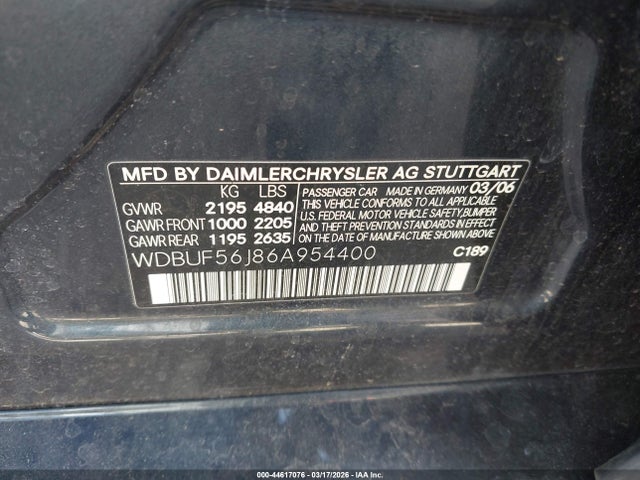 MFD BY DAIMLERCHRYSLER AG STUTTGART
KG LBS
GVWR 2195 4840
GAWR FRONT 1000 2205
GAWR REAR 1195 2635
PASSENGER CAR MADE IN GERMANY 03/06
THIS VEHICLE CONFORMS TO ALL APPLICABLE
U.S. FEDERAL MOTOR VEHICLE SAFETY, BUMPER
AND THEFT PREVENTION STANDARDS IN EFFECT
ON THE DATE OF MANUFACTURE SHOWN ABOVE.
WDBUF56J86A954400
C189
000-44617076 - 03/17/2026 - IAA Inc.